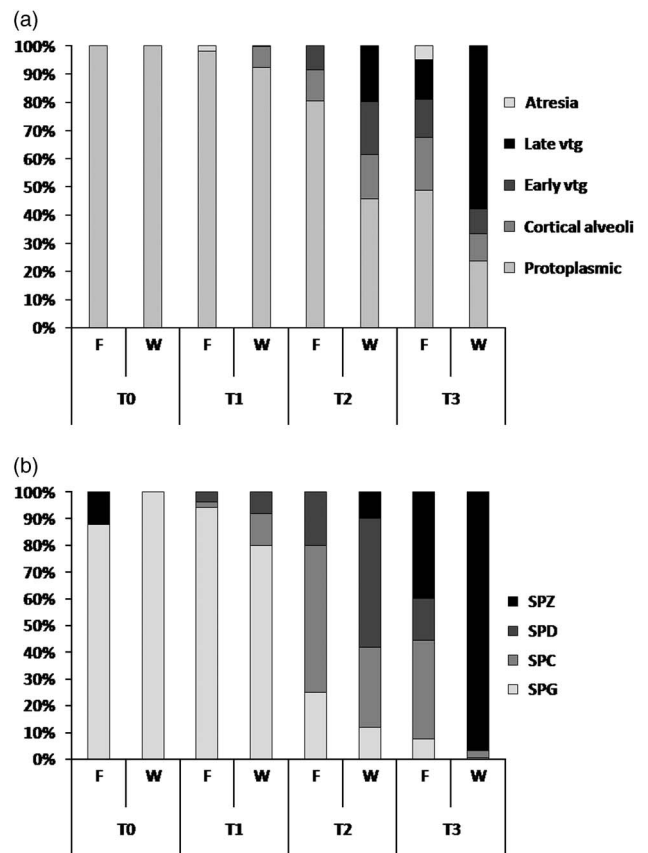 (a)
100%
90%
80%
70%
60%
50%
40%
30%
20%
10%
0%
Atresia
Late vtg
Early vtg
Cortical alveoli
Protoplasmic
F W F W F W F W
T0 T1 T2 T3
(b)
100%
90%
80%
70%
60%
50%
40%
30%
20%
10%
0%
SPZ
SPD
SPC
SPG
F W F W F W F W
T0 T1 T2 T3